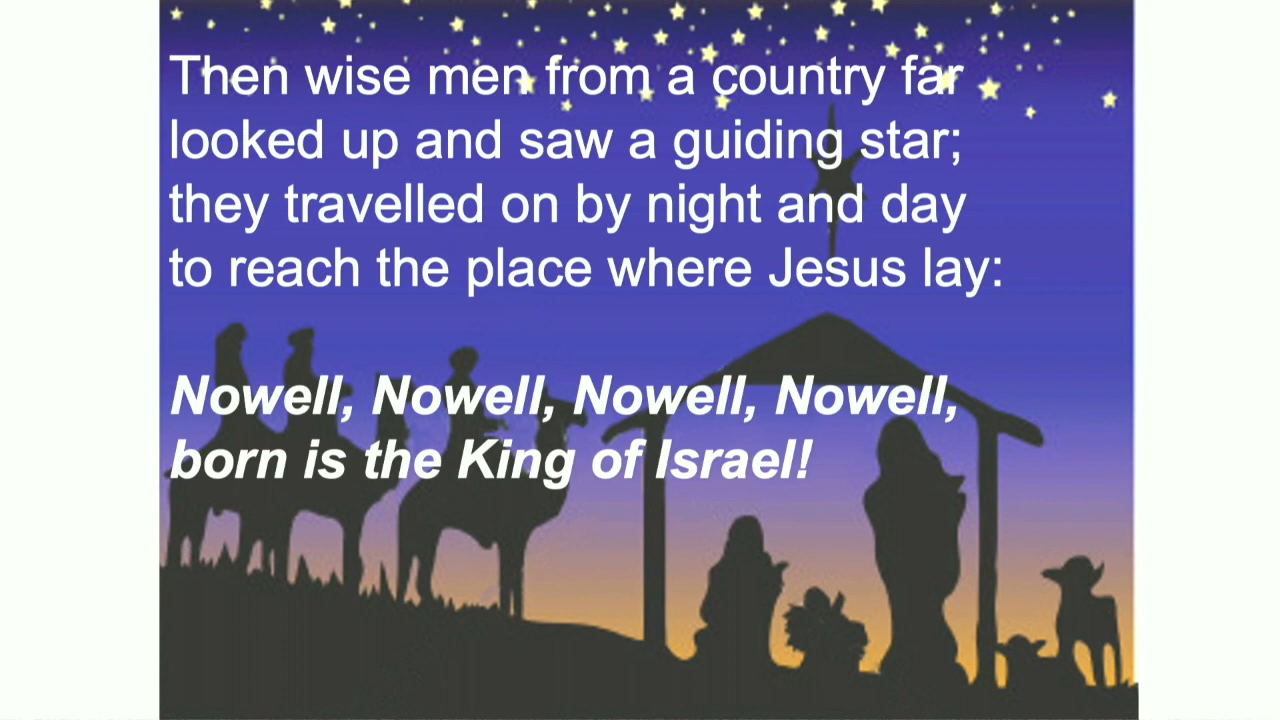 Then wise men from a country far
looked up and saw a guiding star;
they travelled on by night and day
to reach the place where Jesus lay:
Nowell, Nowell, Nowell, Nowell,
born is the King of Israel!